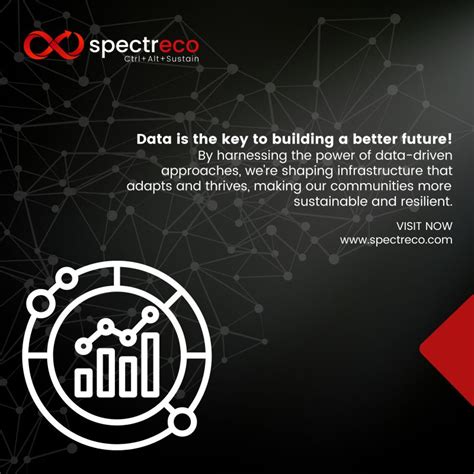 spectreco
Ctrl+Alt+Sustain
Data is the key to building a better future!
By harnessing the power of data-driven
approaches, we're shaping infrastructure that
adapts and thrives, making our communities more
sustainable and resilient.
VISIT NOW
www.spectreco.com